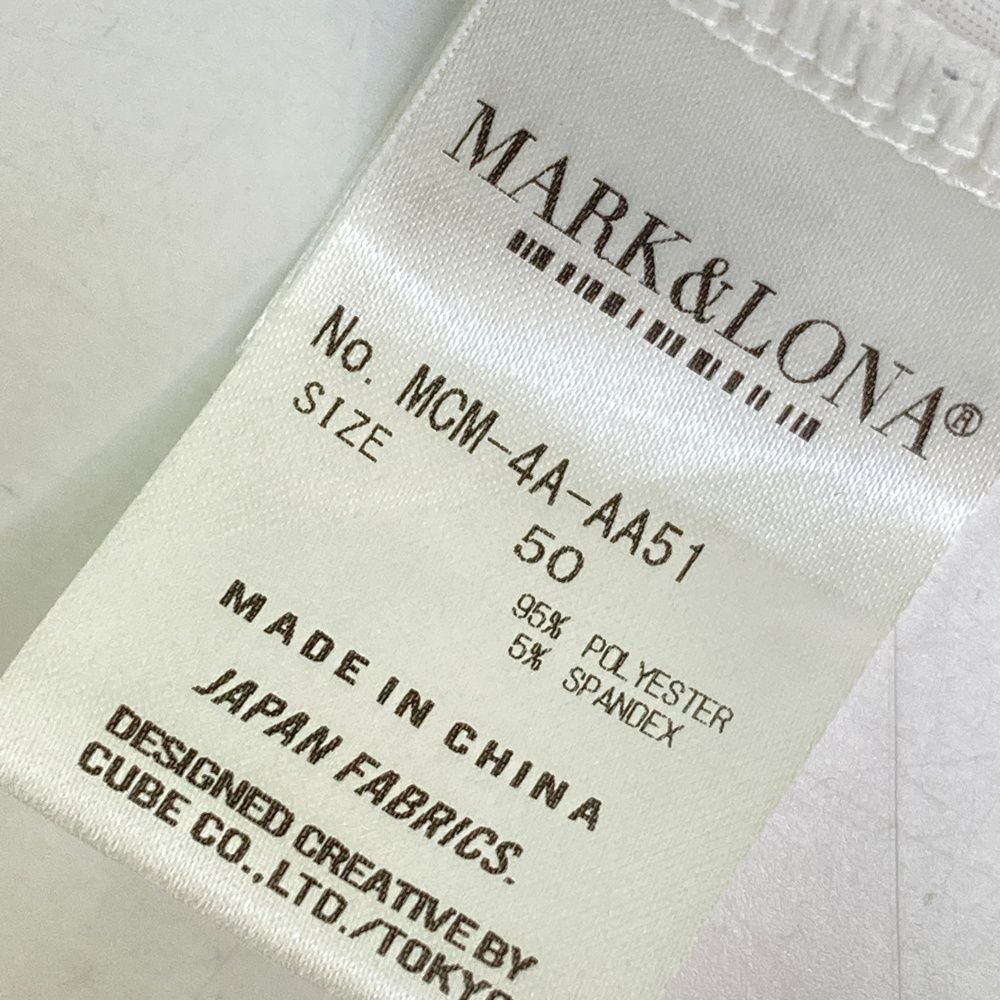 MARK&LONA®
No. MCM-4A-AA51
SIZE 50
95% POLYESTER
5% SPANDEX
MADE IN CHINA
JAPAN FABRICS.
DESIGNED CREATIVE BY
CUBE CO.,LTD./TOKYO